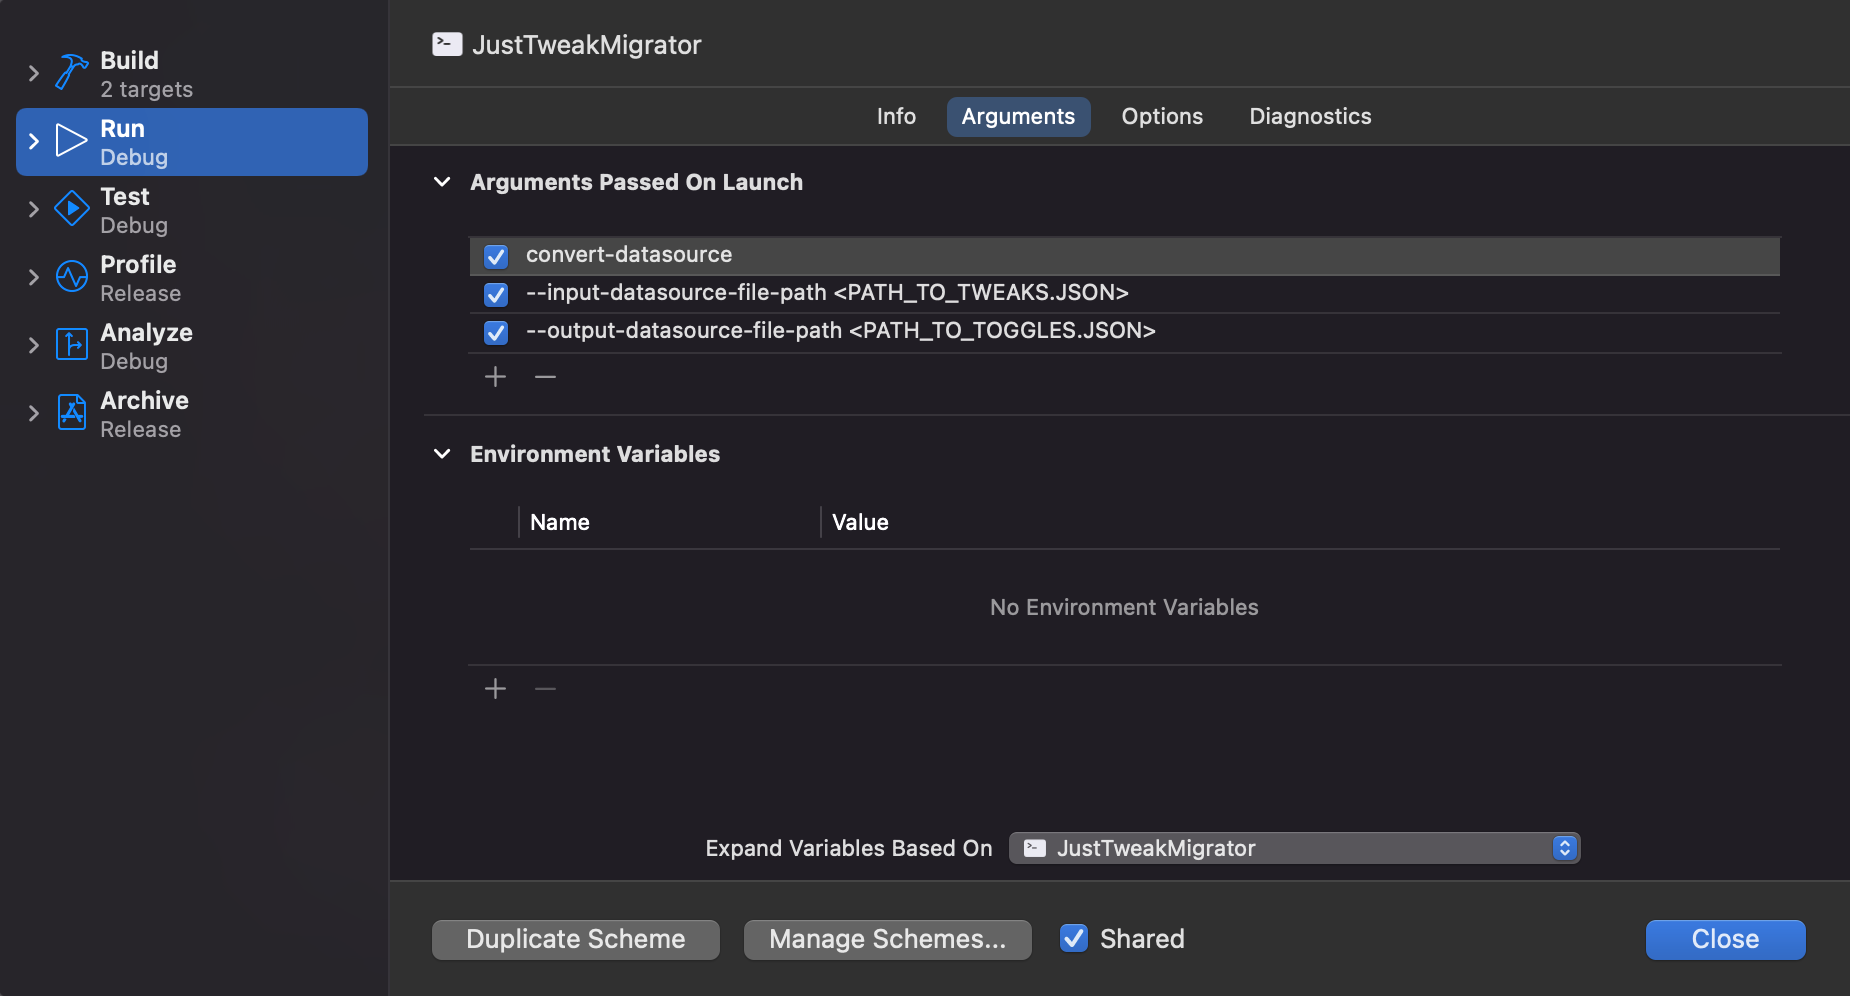 Build
2 targets
Run
Debug
Test
Debug
Profile
Release
Analyze
Debug
Archive
Release
JustTweakMigrator
Info Arguments Options Diagnostics
Arguments Passed On Launch
convert-datasource
--input-datasource-file-path <PATH_TO_TWEAKS.JSON>
--output-datasource-file-path <PATH_TO_TOGGLES.JSON>
Environment Variables
Name Value
No Environment Variables
Expand Variables Based On JustTweakMigrator
Duplicate Scheme Manage Schemes... Shared Close